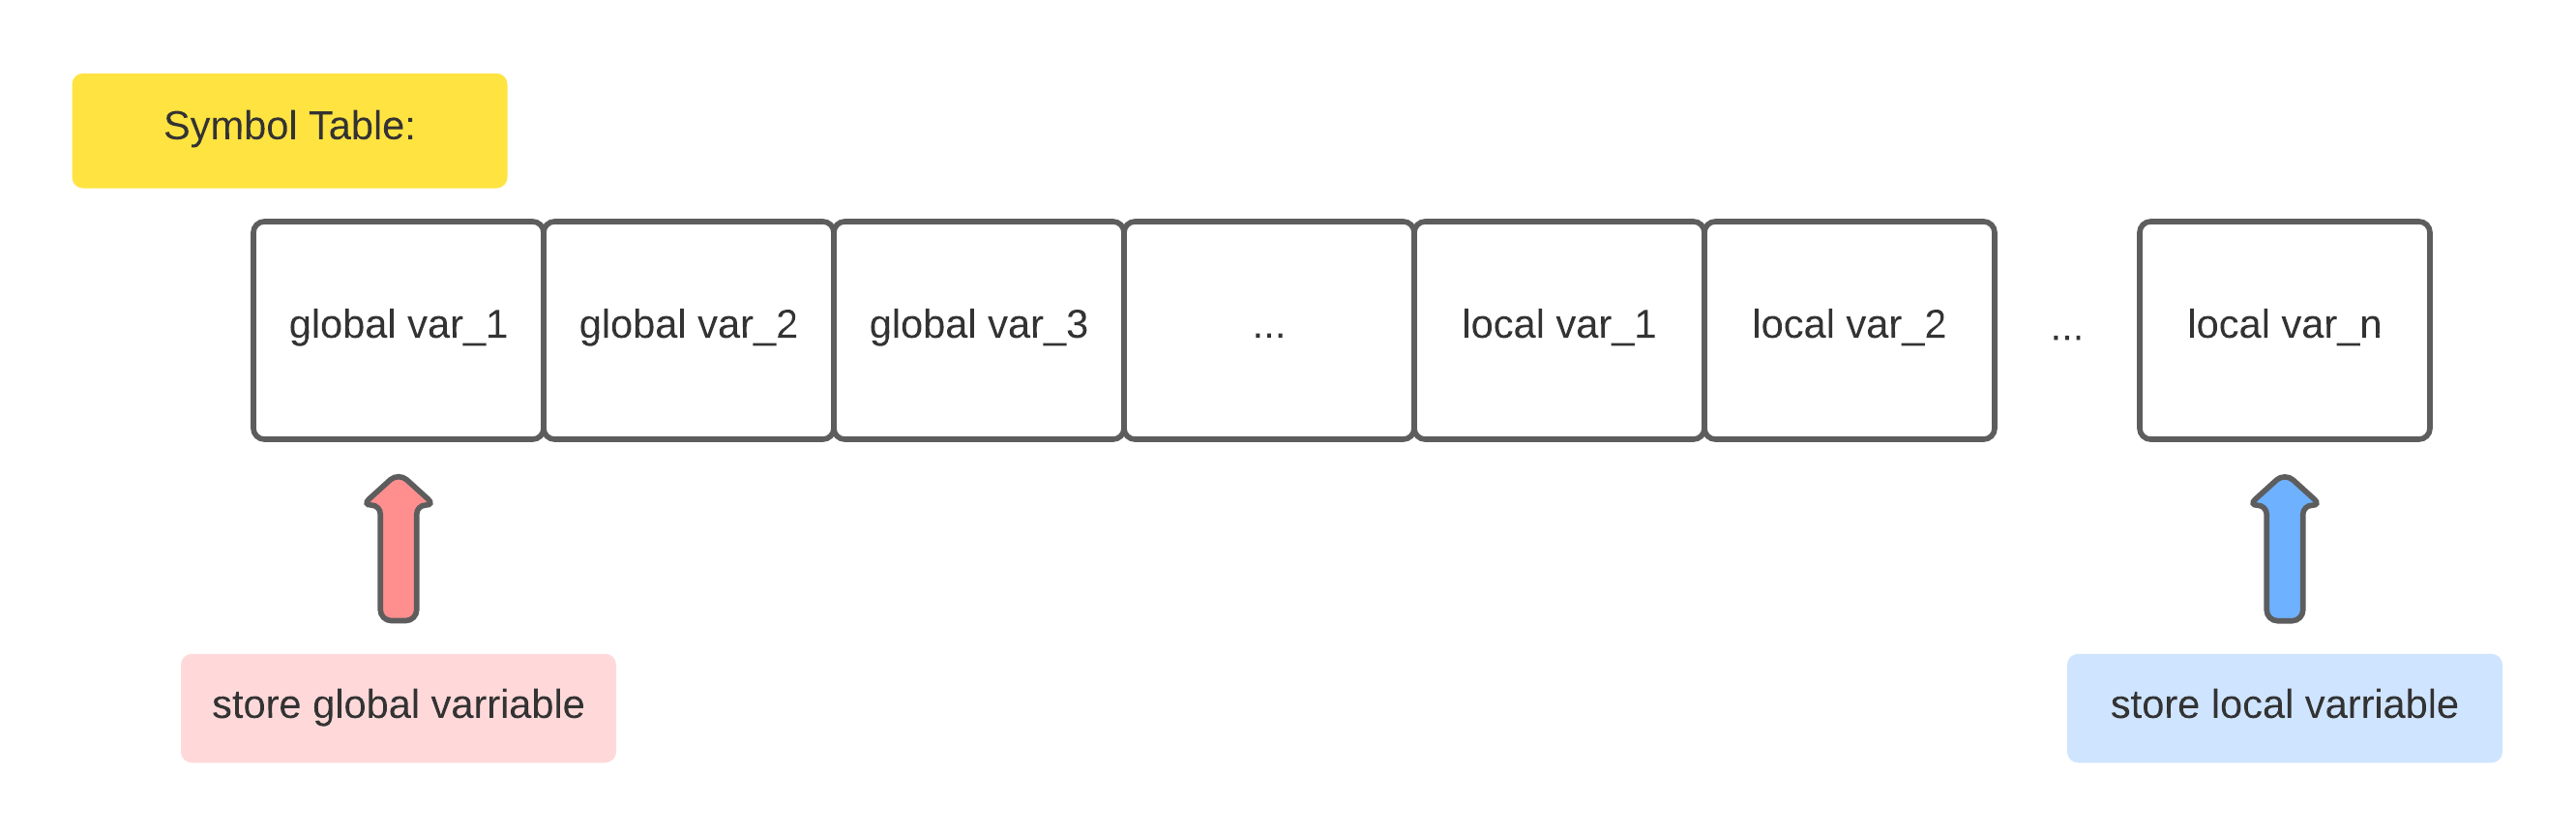 Symbol Table:
global var_1
global var_2
global var_3
...
local var_1
local var_2
...
local var_n
store global varriable
store local varriable